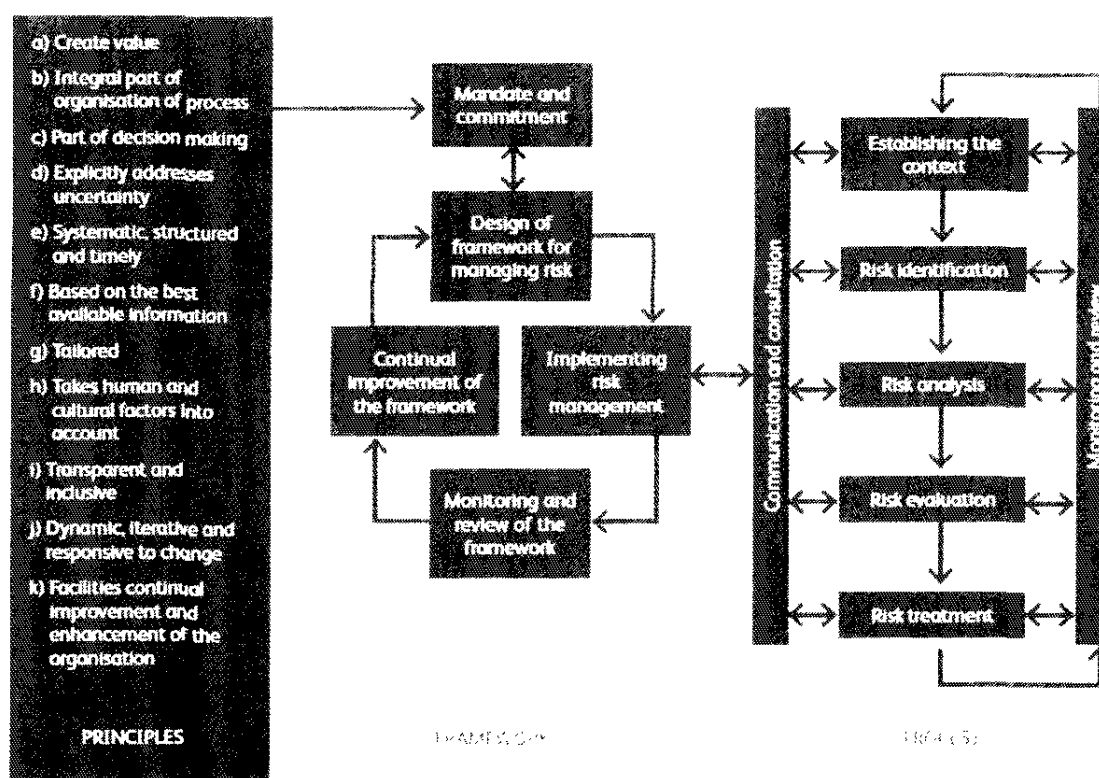 a) Create value
b) Integral part of
organisation of process
c) Part of decision making
d) Explicitly addresses
uncertainty
e) Systematic, structured
and timely
f) Based on the best
available information
g) Tailored
h) Takes human and
cultural factors into
account
i) Transparent and
inclusive
j) Dynamic, iterative and
responsive to change
k) Facilities continual
improvement and
enhancement of the
organisation
PRINCIPLES
Mandate and
commitment
Design of
framework for
managing risk
Continual
improvement of
the framework
Implementing
risk
management
Monitoring and
review of the
framework
FRAMEWORK
Communication and consultation
Establishing the
context
Risk identification
Risk analysis
Risk evaluation
Risk treatment
Monitoring and review